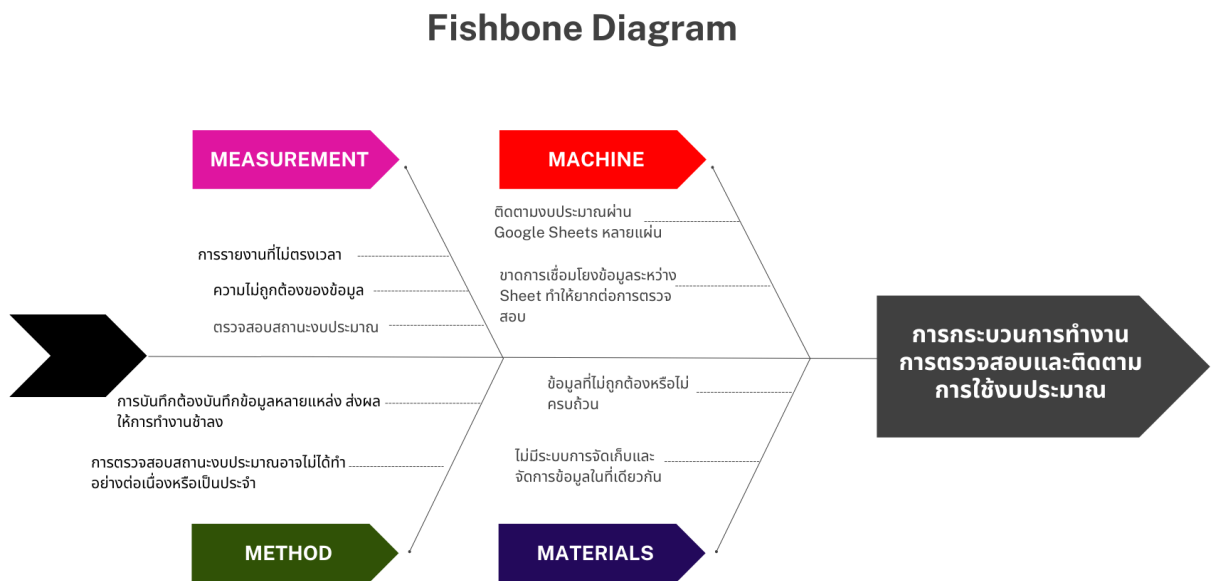 Fishbone Diagram
MEASUREMENT
MACHINE
ติดตามงบประมาณผ่าน
Google Sheets หลายแผ่น
การรายงานที่ไม่ตรงเวลา
ขาดการเชื่อมโยงข้อมูลระหว่าง
Sheet ทำให้ยากต่อการตรวจ
สอบ
ความไม่ถูกต้องของข้อมูล
ตรวจสอบสถานะงบประมาณ
การกระบวนการทำงาน
การตรวจสอบและติดตาม
การใช้งบประมาณ
การบันทึกต้องบันทึกข้อมูลหลายแหล่ง ส่งผล
ให้การทำงานช้าลง
ข้อมูลที่ไม่ถูกต้องหรือไม่
ครบถ้วน
การตรวจสอบสถานะงบประมาณอาจไม่ได้ทำ
อย่างต่อเนื่องหรือเป็นประจำ
ไม่มีระบบการจัดเก็บและ
จัดการข้อมูลในที่เดียวกัน
METHOD
MATERIALS